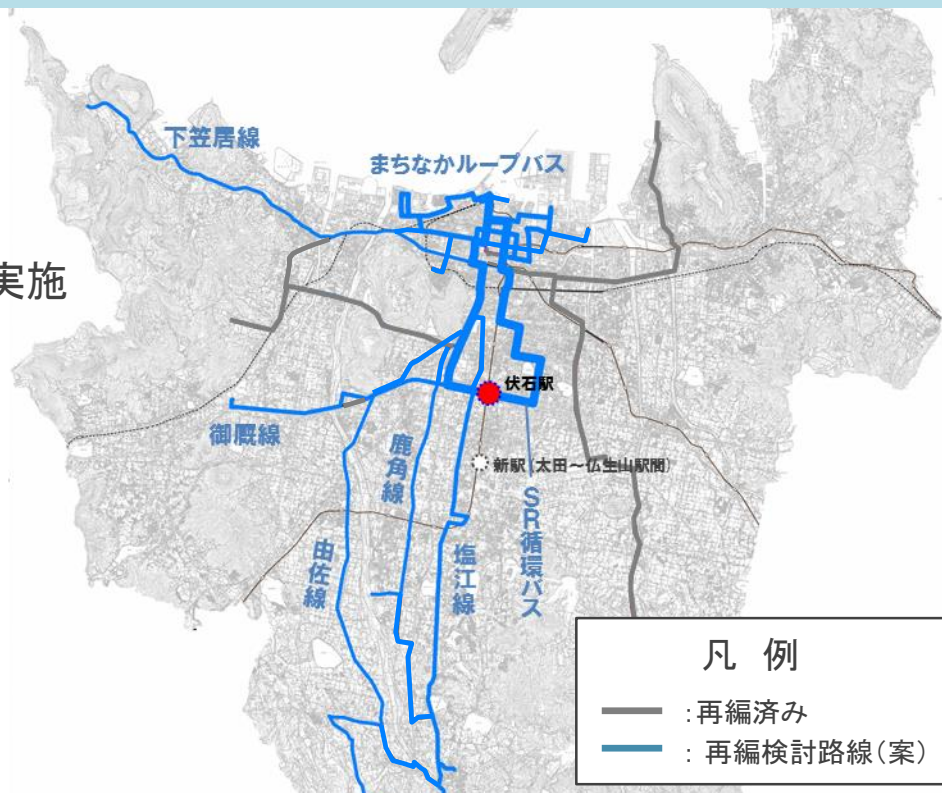 下笠居線
まちなかループバス
実施
伏石駅
御厩線
鹿角線
新駅(太田～仏生山駅間)
SR循環バス
由佐線
塩江線
凡 例
:再編済み
: 再編検討路線(案)